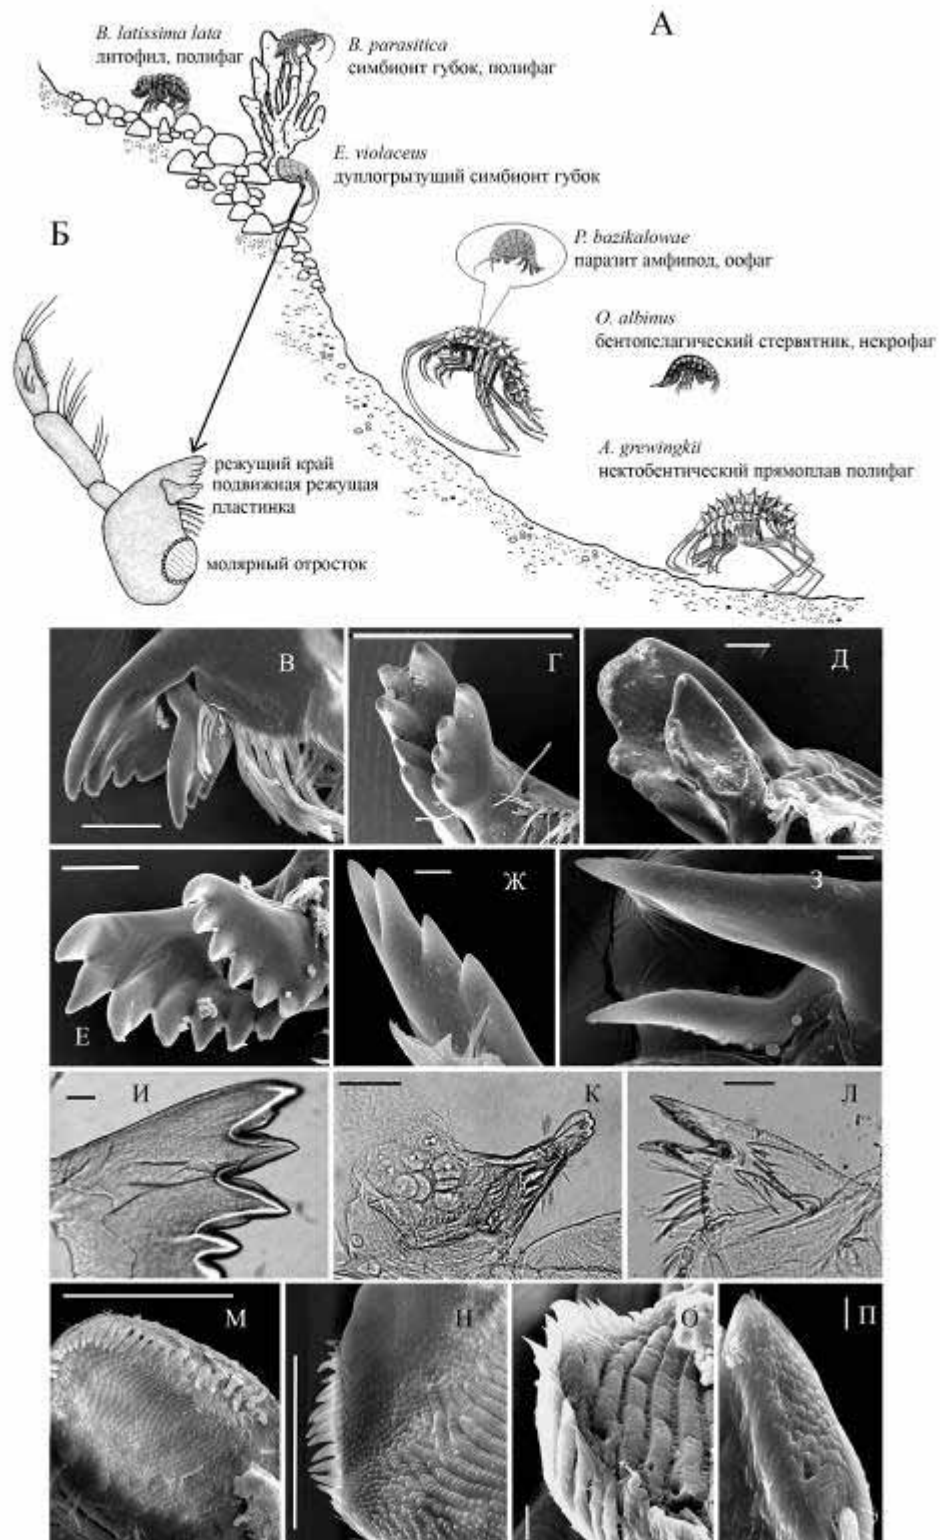 А
B. latissima lata
литофил, полифаг
B. parasitica
симбионт губок, полифаг
E. violaceus
дуплогрызущий симбионт губок
Б
P. bazikalowae
паразит амфипод, оофаг
O. albinus
бентопелагический стервятник, некрофаг
A. grewingkii
нектобентический прямоплав полифаг
режущий край
подвижная режущая
пластинка
молярный отросток
В
Г
Д
Е
Ж
З
И
К
Л
М
Н
О
П